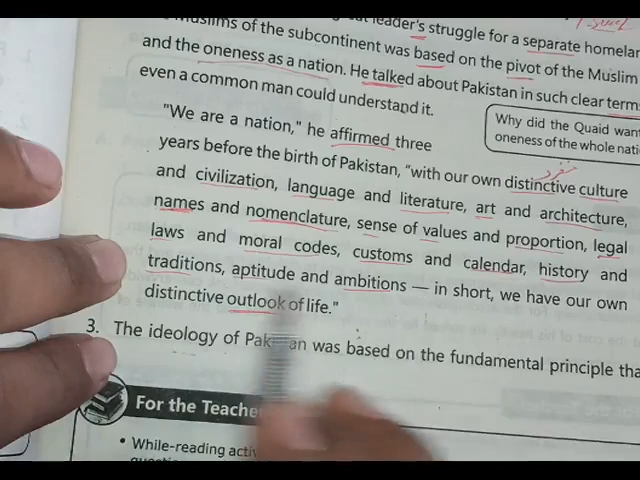 leader's struggle for a separate homelan
Muslims of the subcontinent was based on the pivot of the Muslim
and the oneness as a nation. He talked about Pakistan in such clear terms
even a common man could understand it.
Why did the Quaid wan
oneness of the whole nati
"We are a nation," he affirmed three
years before the birth of Pakistan, "with our own distinctive culture
and civilization, language and literature, art and architecture,
names and nomenclature, sense of values and proportion, legal
laws and moral codes, customs and calendar, history and
traditions, aptitude and ambitions — in short, we have our own
distinctive outlook of life."
3. The ideology of Pak an was based on the fundamental principle tha
For the Teache
• While-reading activ